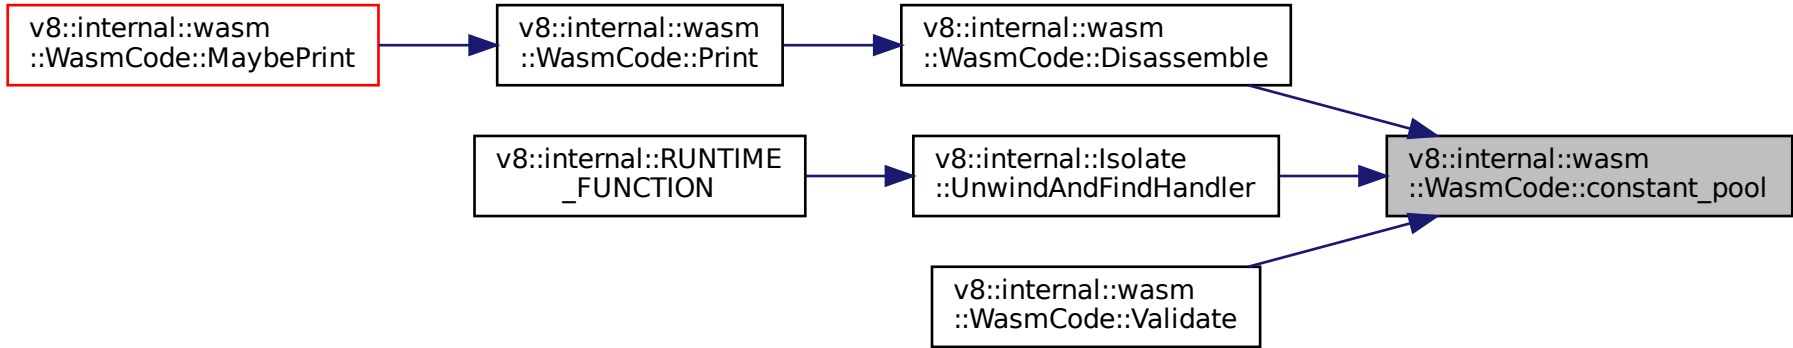 v8::internal::wasm
::WasmCode::MaybePrint
v8::internal::wasm
::WasmCode::Print
v8::internal::wasm
::WasmCode::Disassemble
v8::internal::RUNTIME
_FUNCTION
v8::internal::Isolate
::UnwindAndFindHandler
v8::internal::wasm
::WasmCode::constant_pool
v8::internal::wasm
::WasmCode::Validate